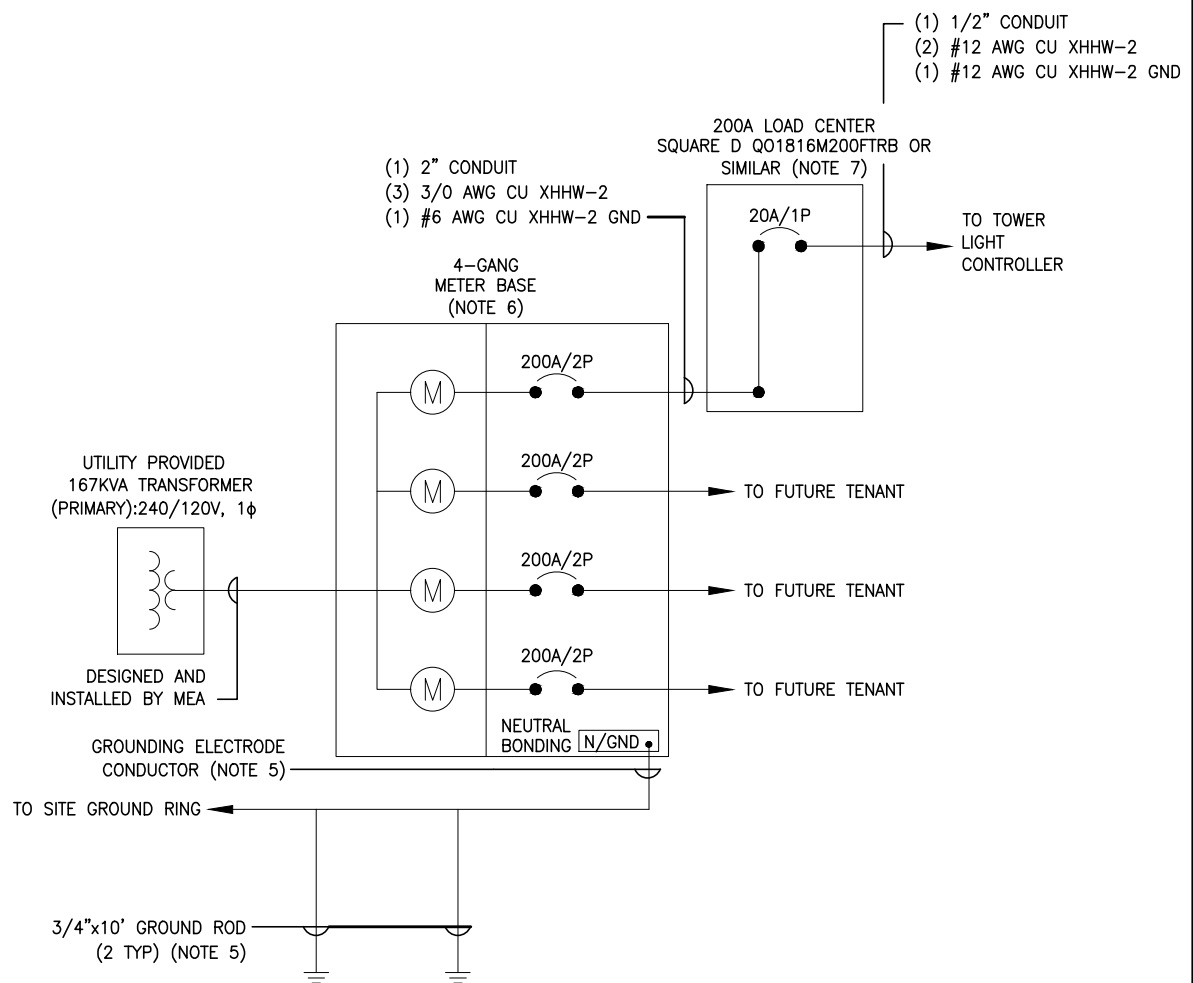 (1) 1/2" CONDUIT
(2) #12 AWG CU XHHW-2
(1) #12 AWG CU XHHW-2 GND
200A LOAD CENTER
SQUARE D QO1816M200FTRB OR
SIMILAR (NOTE 7)
(1) 2" CONDUIT
(3) 3/0 AWG CU XHHW-2
(1) #6 AWG CU XHHW-2 GND
20A/1P
TO TOWER
LIGHT
CONTROLLER
4-GANG
METER BASE
(NOTE 6)
M
200A/2P
UTILITY PROVIDED
167KVA TRANSFORMER
(PRIMARY):240/120V, 1ϕ
M
200A/2P
TO FUTURE TENANT
M
200A/2P
TO FUTURE TENANT
DESIGNED AND
INSTALLED BY MEA
M
200A/2P
TO FUTURE TENANT
NEUTRAL
BONDING
N/GND
GROUNDING ELECTRODE
CONDUCTOR (NOTE 5)
TO SITE GROUND RING
3/4"x10' GROUND ROD
(2 TYP) (NOTE 5)